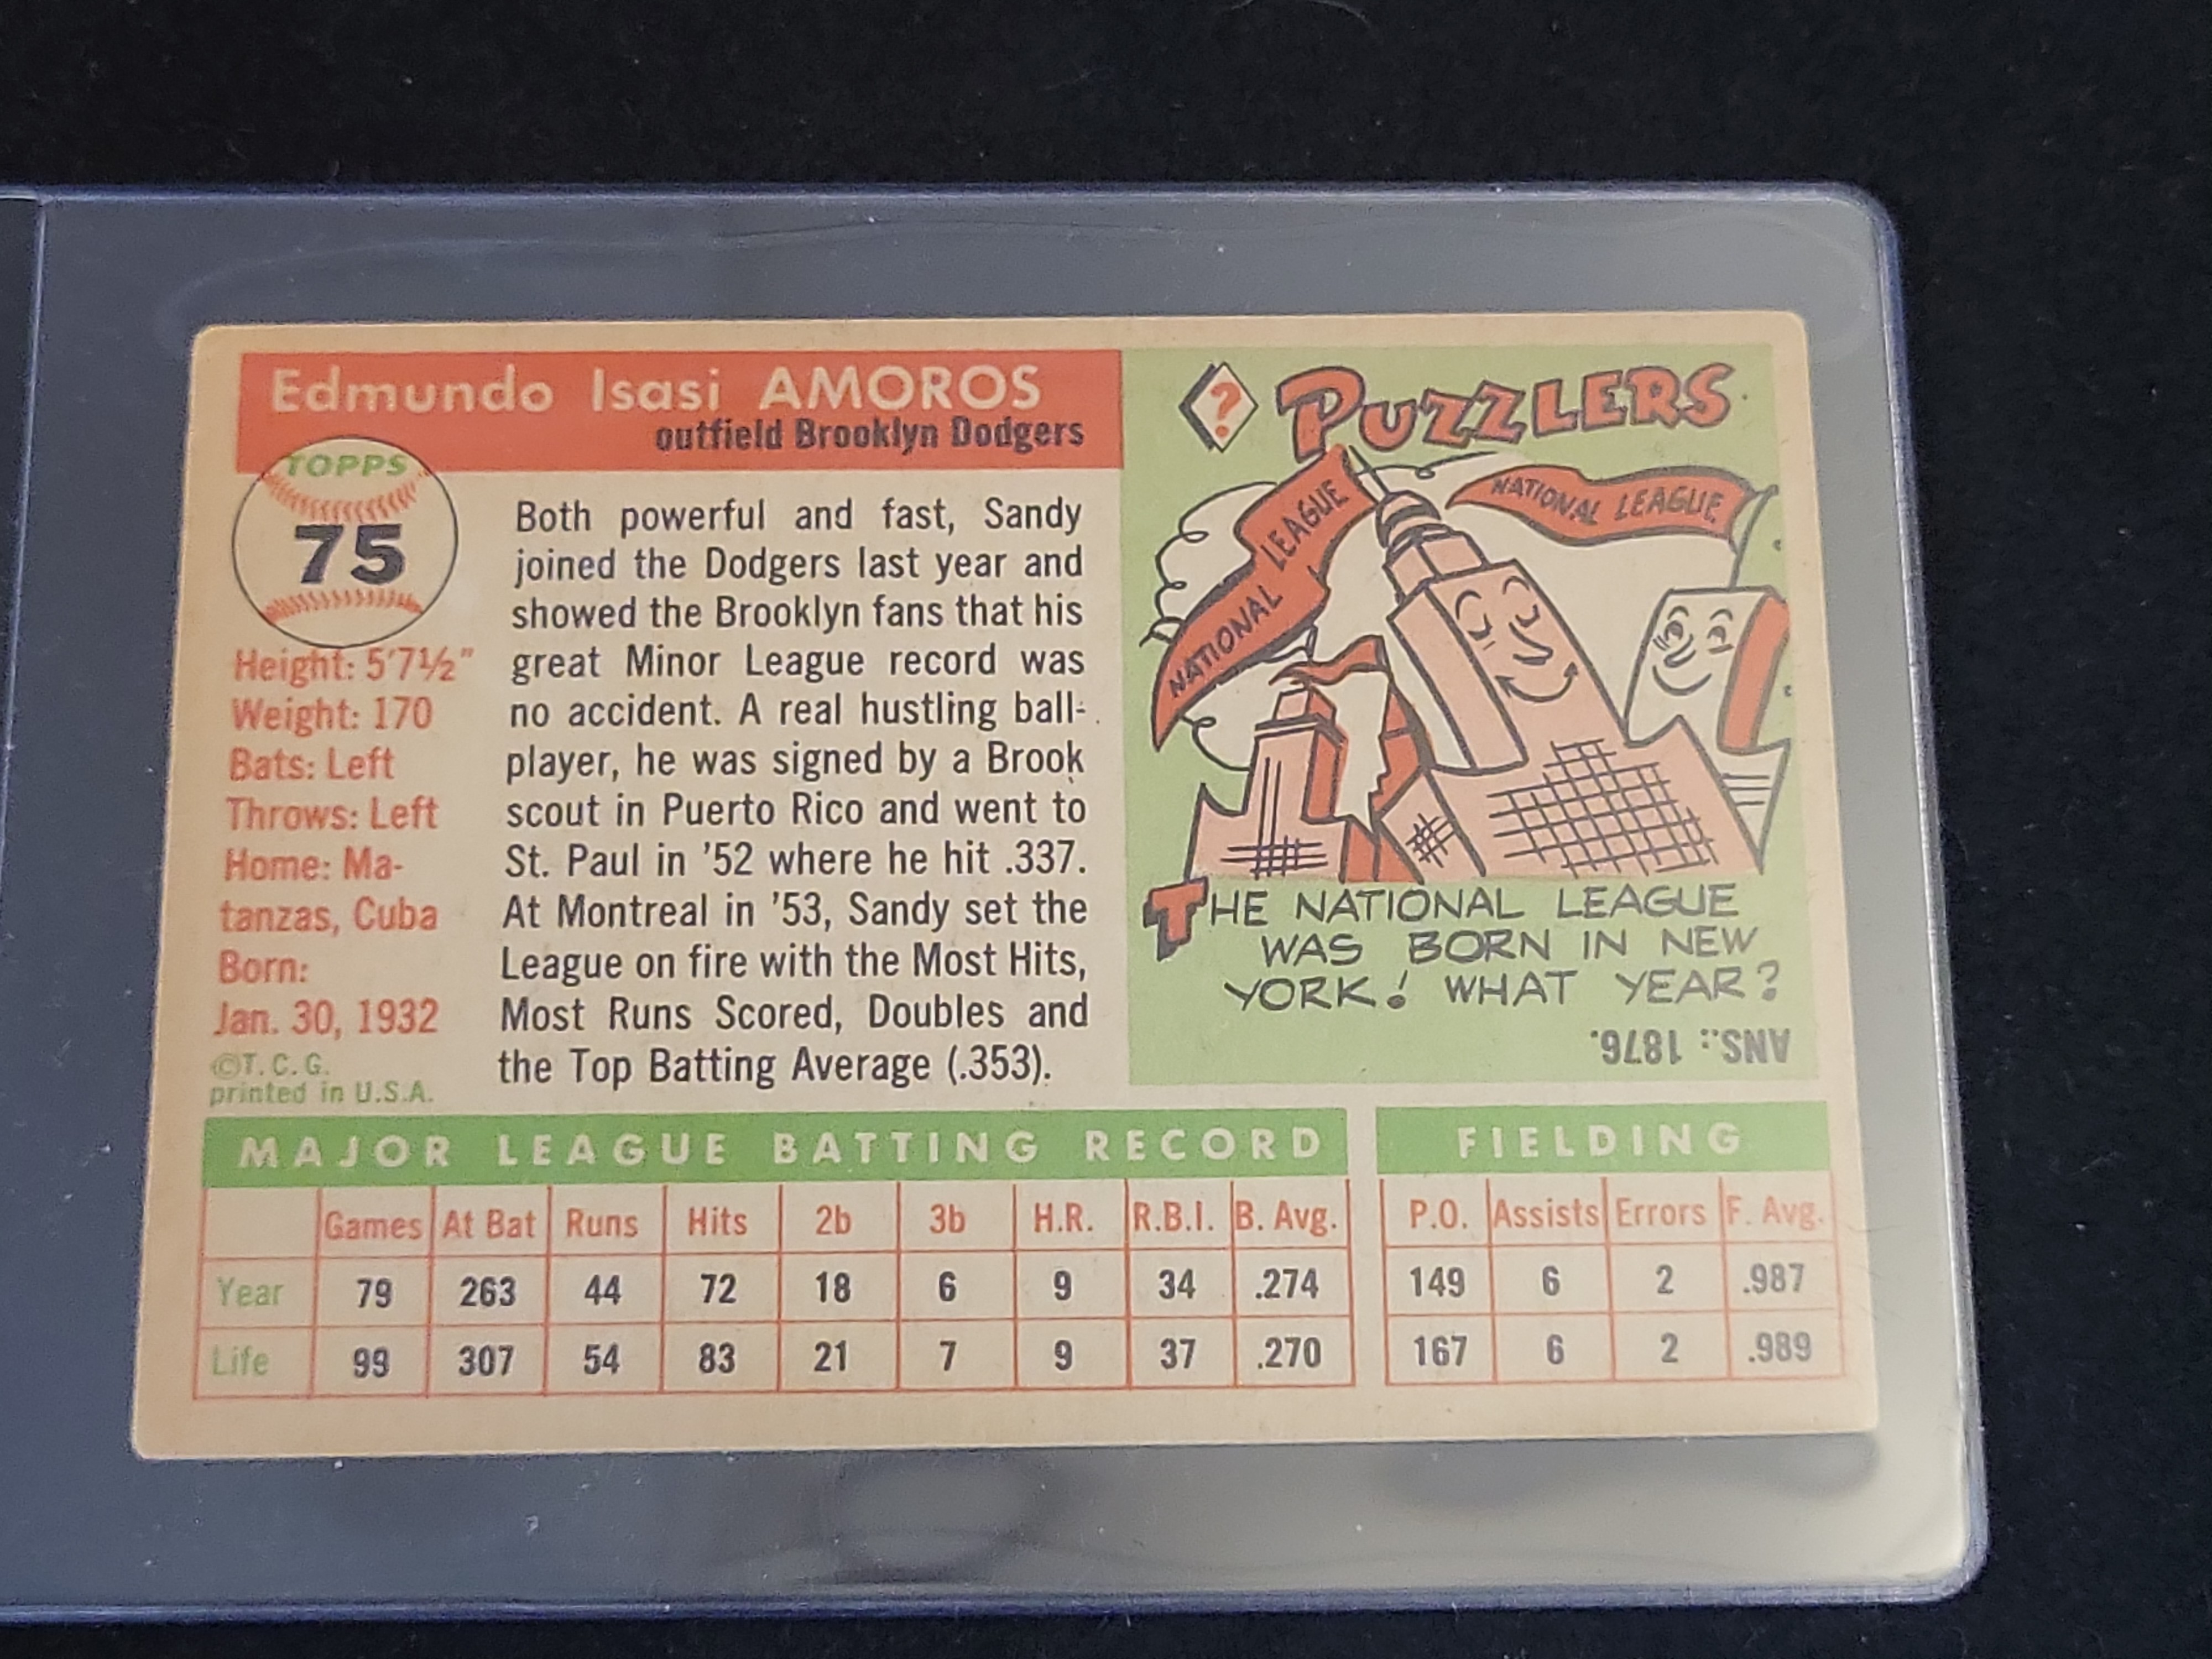 Edmundo Isasi AMOROS
outfield Brooklyn Dodgers
TOPPS
75
Height: 5'7½"
Weight: 170
Bats: Left
Throws: Left
Home: Ma-
tanzas, Cuba
Born:
Jan. 30, 1932
©T. C. G.
printed in U.S.A.
Both powerful and fast, Sandy
joined the Dodgers last year and
showed the Brooklyn fans that his
great Minor League record was
no accident. A real hustling ball-
player, he was signed by a Brook
scout in Puerto Rico and went to
St. Paul in '52 where he hit .337.
At Montreal in '53, Sandy set the
League on fire with the Most Hits,
Most Runs Scored, Doubles and
the Top Batting Average (.353).
? PUZZLERS
NATIONAL LEAGUE
NATIONAL LEAGUE
THE NATIONAL LEAGUE
WAS BORN IN NEW
YORK! WHAT YEAR?
ANS.: 1876.
MAJOR LEAGUE BATTING RECORD
Games At Bat Runs Hits 2b 3b H.R. R.B.I. B. Avg.
Year 79 263 44 72 18 6 9 34 .274
Life 99 307 54 83 21 7 9 37 .270
FIELDING
P.O. Assists Errors F. Avg.
149 6 2 .987
167 6 2 .989